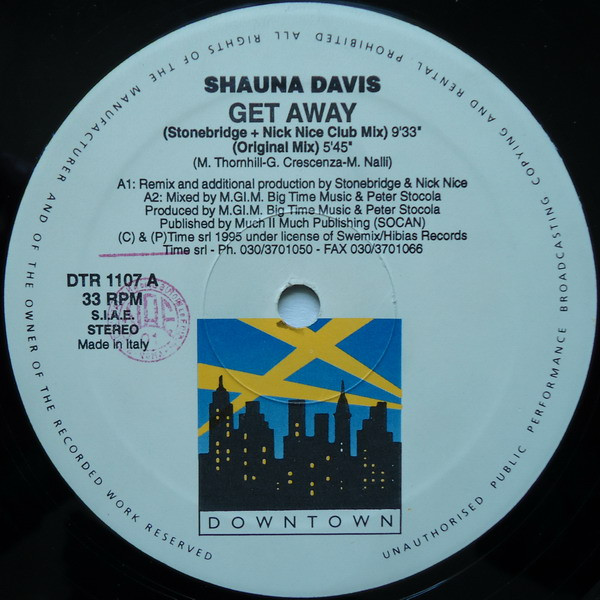 SHAUNA DAVIS
GET AWAY
(Stonebridge + Nick Nice Club Mix) 9'33"
(Original Mix) 5'45"
(M. Thornhill-G. Crescenza-M. Nalli)
A1: Remix and additional production by Stonebridge & Nick Nice
A2: Mixed by M.G!M. Big Time Music & Peter Stocola
Produced by M.G!M. Big Time Music & Peter Stocola
Published by Much II Much Publishing (SOCAN)
(C) & (P)Time srl 1995 under license of Swemix/Hibias Records
Time srl - Ph. 030/3701050 - FAX 030/3701066
DTR 1107 A
33 RPM
S.I.A.E.
STEREO
Made in Italy
DOWNTOWN
ALL RIGHTS OF THE MANUFACTURER AND OF THE OWNER OF THE RECORDED WORK RESERVED
UNAUTHORISED PUBLIC PERFORMANCE BROADCASTING COPYING AND RENTAL PROHIBITED